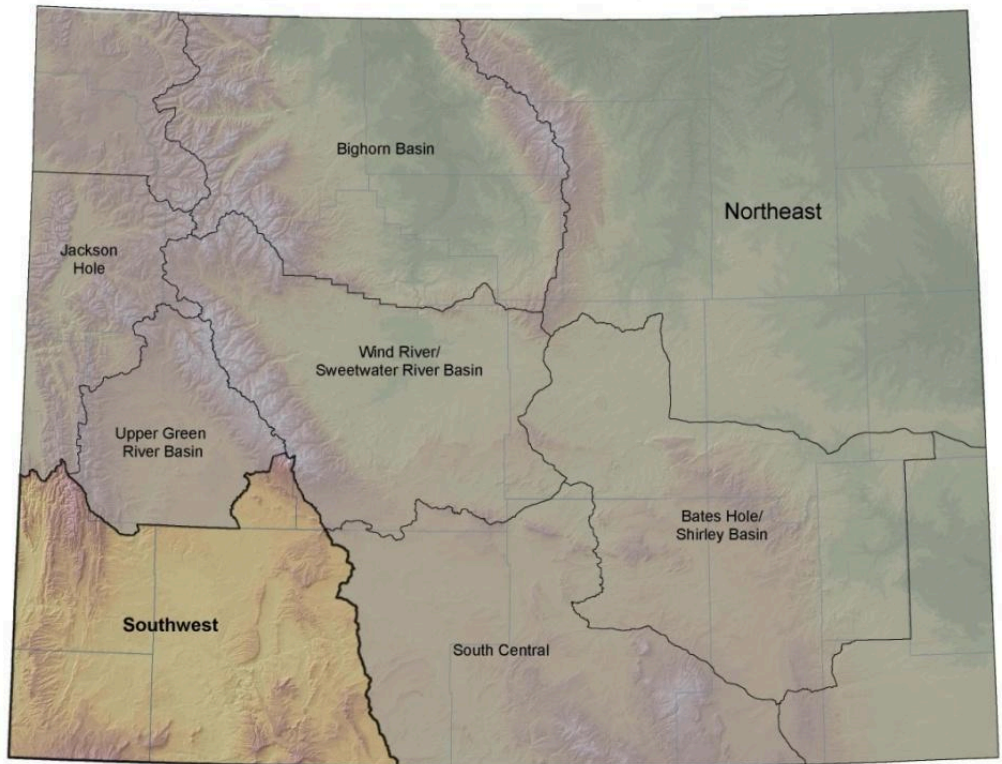 Bighorn Basin
Northeast
Jackson
Hole
Wind River/
Sweetwater River Basin
Upper Green
River Basin
Bates Hole/
Shirley Basin
Southwest
South Central